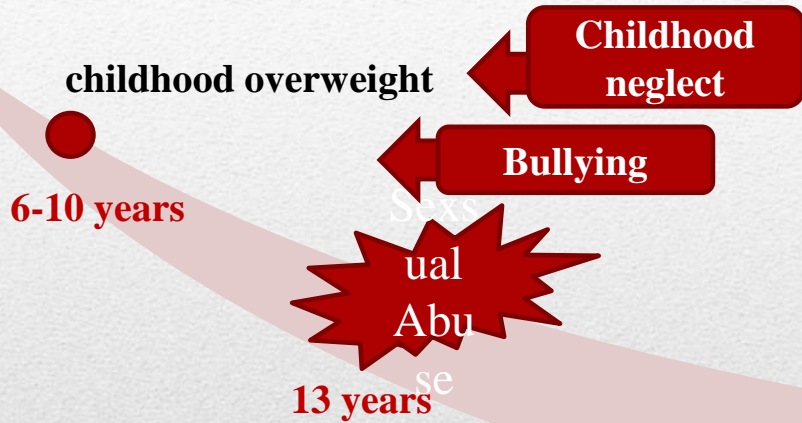 Childhood
neglect
childhood overweight
Bullying
6-10 years
Sexs
ual
Abu
se
13 years